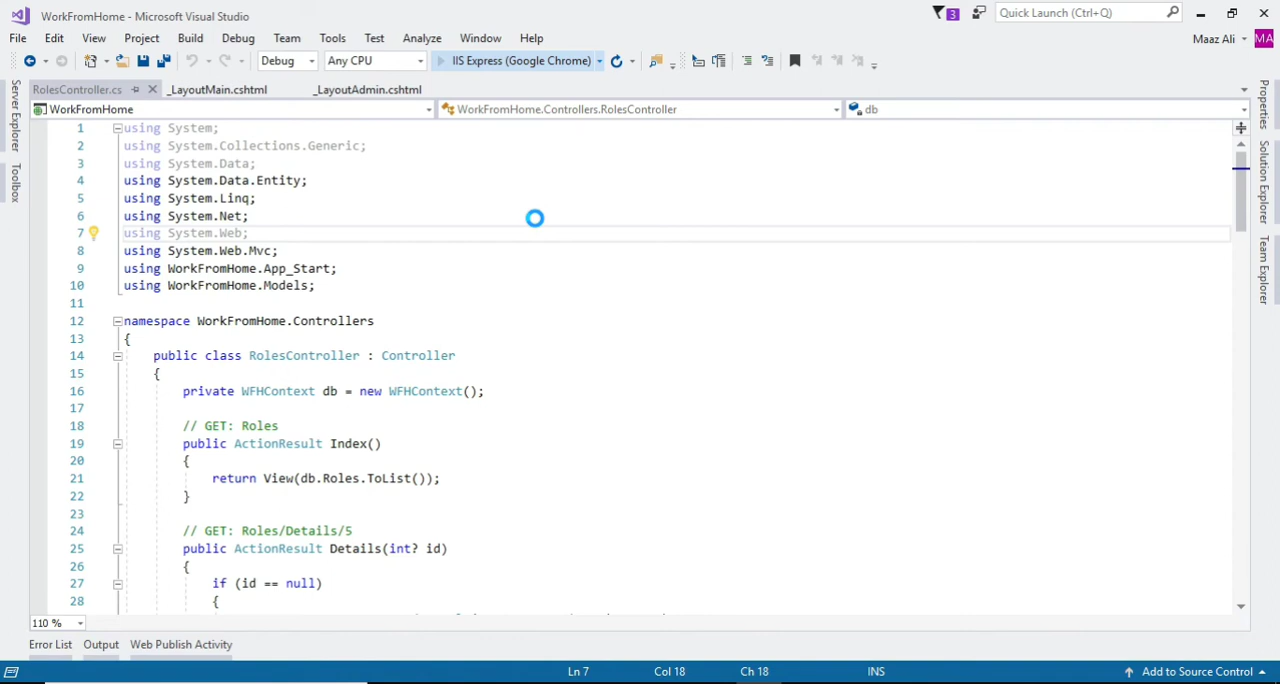 WorkFromHome - Microsoft Visual Studio
3
Quick Launch (Ctrl+Q)
File Edit View Project Build Debug Team Tools Test Analyze Window Help
Maaz Ali MA
Debug Any CPU IIS Express (Google Chrome)
RolesController.cs _LayoutMain.cshtml _LayoutAdmin.cshtml
WorkFromHome WorkFromHome.Controllers.RolesController db
Server Explorer
Toolbox
Properties
Solution Explorer
Team Explorer
1 using System;
2 using System.Collections.Generic;
3 using System.Data;
4 using System.Data.Entity;
5 using System.Linq;
6 using System.Net;
7 using System.Web;
8 using System.Web.Mvc;
9 using WorkFromHome.App_Start;
10 using WorkFromHome.Models;
11
12 namespace WorkFromHome.Controllers
13 {
14 public class RolesController : Controller
15 {
16 private WFHContext db = new WFHContext();
17
18 // GET: Roles
19 public ActionResult Index()
20 {
21 return View(db.Roles.ToList());
22 }
23
24 // GET: Roles/Details/5
25 public ActionResult Details(int? id)
26 {
27 if (id == null)
28 {
110 %
Error List Output Web Publish Activity
Ln 7 Col 18 Ch 18 INS Add to Source Control